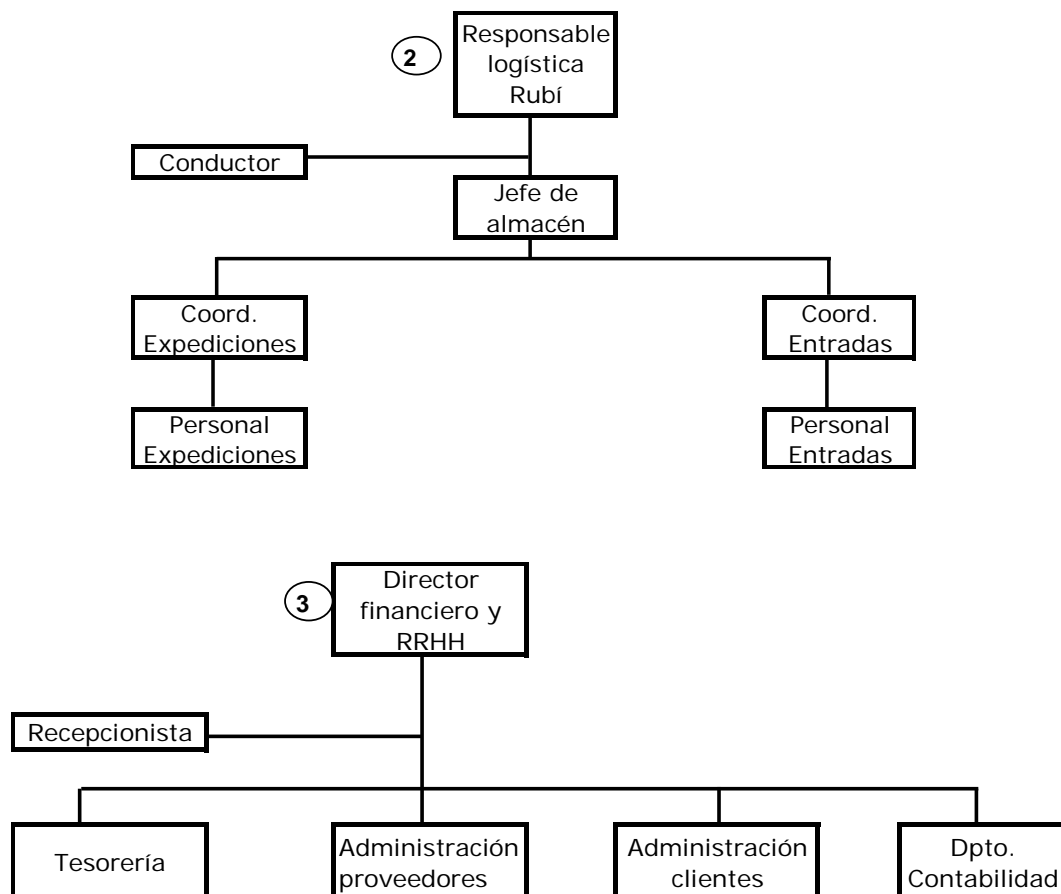 Responsable
logística
Rubí
2
Conductor
Jefe de
almacén
Coord.
Expediciones
Coord.
Entradas
Personal
Expediciones
Personal
Entradas
Director
financiero y
RRHH
3
Recepcionista
Tesorería
Administración
proveedores
Administración
clientes
Dpto.
Contabilidad